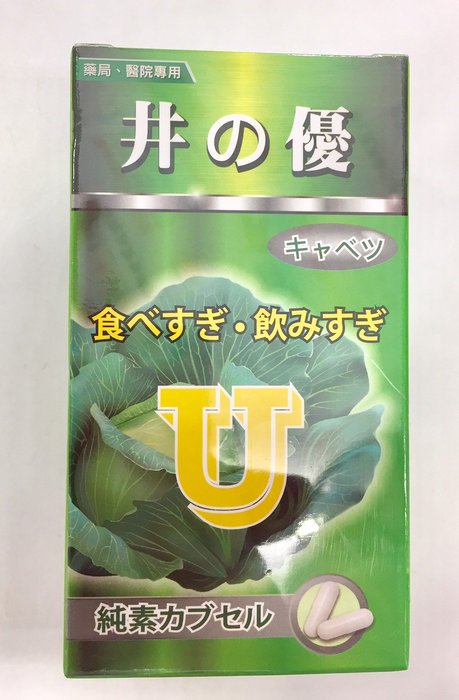 藥局、醫院專用
井の優
キャベツ
食べすぎ・飲みすぎ
U
純素カブセル